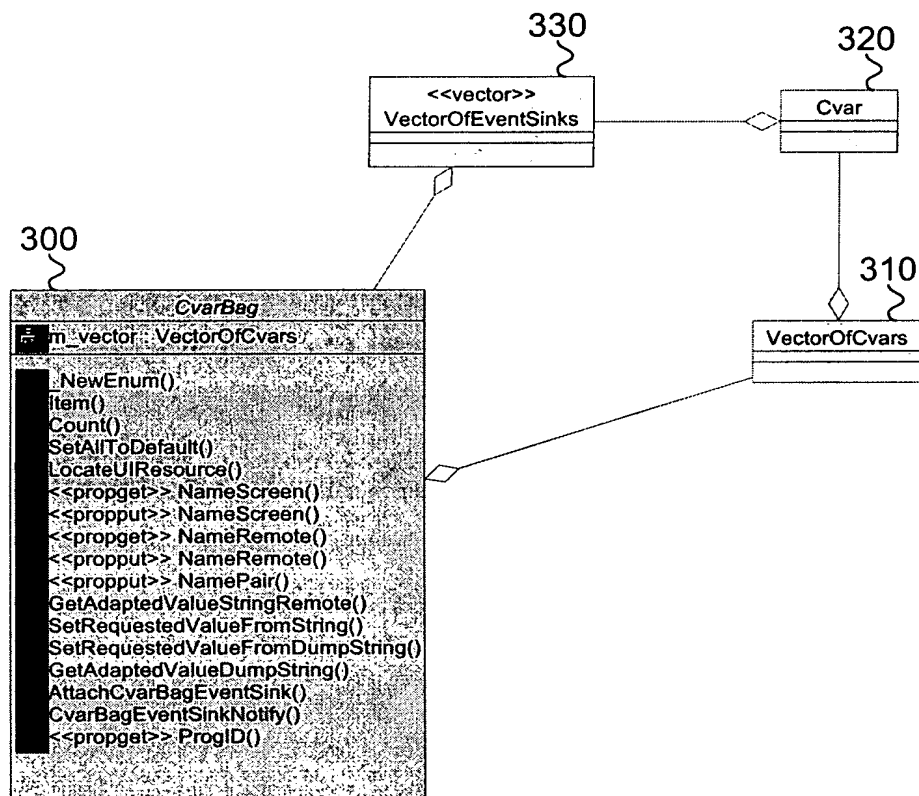 330
320
<<vector>>
VectorOfEventSinks
Cvar
300
310
CvarBag
m_vector : VectorOfCvars
VectorOfCvars
_NewEnum()
Item()
Count()
SetAllToDefault()
LocateUIResource()
<<propget>> NameScreen()
<<propput>> NameScreen()
<<propget>> NameRemote()
<<propput>> NameRemote()
<<propput>> NamePair()
GetAdaptedValueStringRemote()
SetRequestedValueFromString()
SetRequestedValueFromDumpString()
GetAdaptedValueDumpString()
AttachCvarBagEventSink()
CvarBagEventSinkNotify()
<<propget>> ProgID()